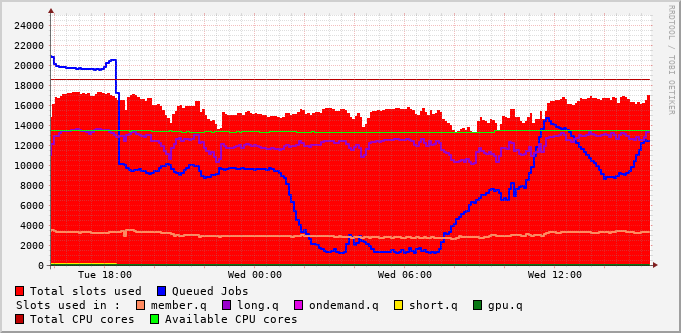 RRDTOOL / TOBI OETIKER
24000
22000
20000
18000
16000
14000
12000
10000
8000
6000
4000
2000
0
Tue 18:00 Wed 00:00 Wed 06:00 Wed 12:00
Total slots used Queued Jobs
Slots used in : member.q long.q ondemand.q short.q gpu.q
Total CPU cores Available CPU cores